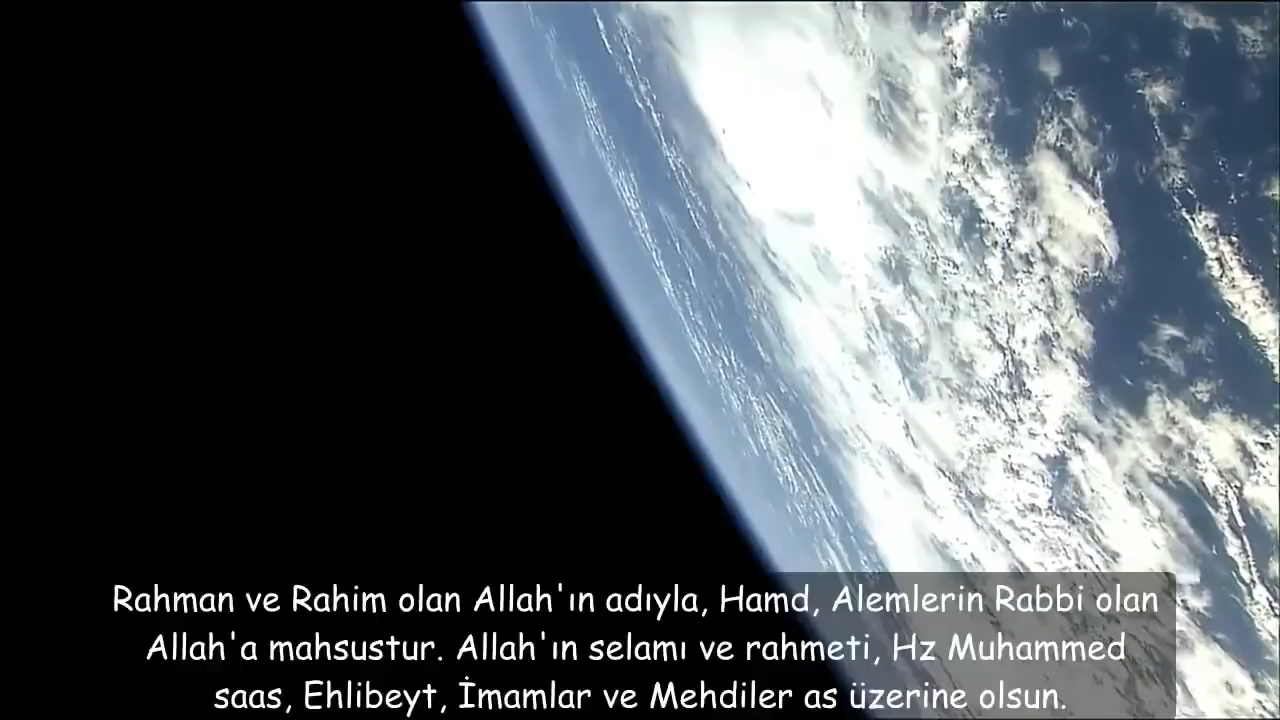 Rahman ve Rahim olan Allah'ın adıyla, Hamd, Alemlerin Rabbi olan
Allah'a mahsustur. Allah'ın selamı ve rahmeti, Hz Muhammed
saas, Ehlibeyt, İmamlar ve Mehdiler as üzerine olsun.